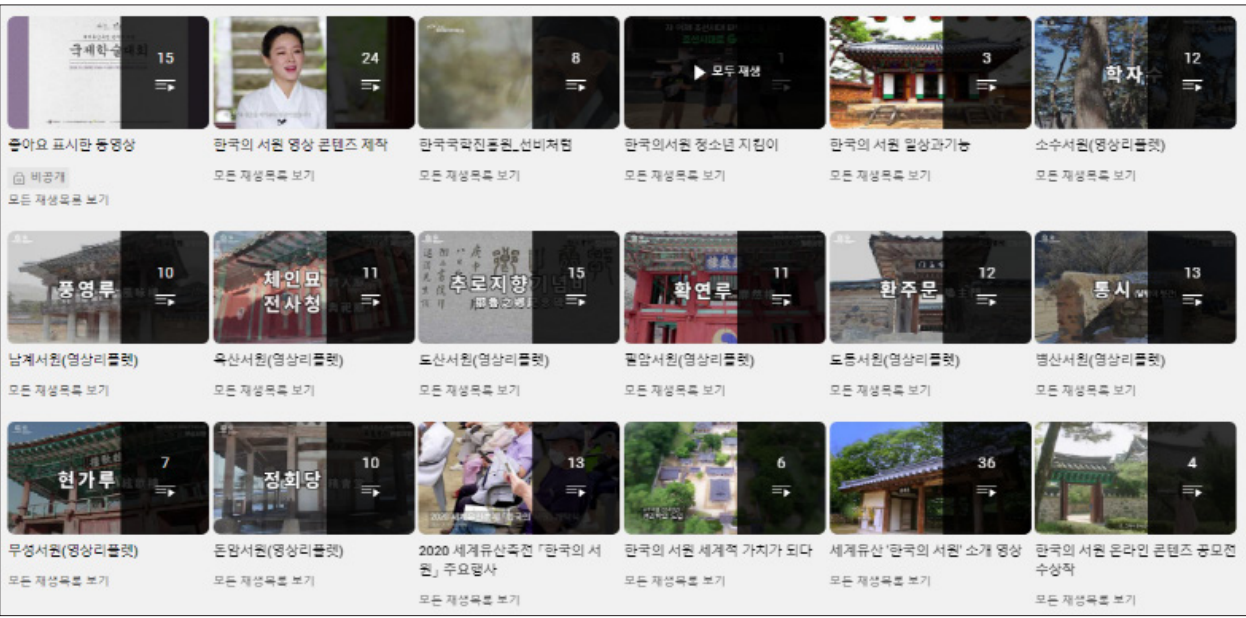 국제학술대회
15
24
8
모두 재생
1
3
학자수
12
좋아요 표시한 동영상
한국의 서원 영상 콘텐츠 제작
한국국학진흥원_선비처럼
한국의서원 청소년 지킴이
한국의 서원 일상과기능
소수서원(영상리플렛)
비공개
모든 재생목록 보기
모든 재생목록 보기
모든 재생목록 보기
모든 재생목록 보기
모든 재생목록 보기
모든 재생목록 보기
풍영루
10
체인묘
전사청
11
추로지향기념비
15
확연루
11
환주문
12
통시
13
남계서원(영상리플렛)
옥산서원(영상리플렛)
도산서원(영상리플렛)
필암서원(영상리플렛)
도동서원(영상리플렛)
병산서원(영상리플렛)
모든 재생목록 보기
모든 재생목록 보기
모든 재생목록 보기
모든 재생목록 보기
모든 재생목록 보기
모든 재생목록 보기
현가루
7
정회당
10
13
6
36
4
무성서원(영상리플렛)
돈암서원(영상리플렛)
2020 세계유산축전 「한국의 서
원」 주요행사
한국의 서원 세계적 가치가 되다
세계유산 '한국의 서원' 소개 영상
한국의 서원 온라인 콘텐츠 공모전
수상작
모든 재생목록 보기
모든 재생목록 보기
모든 재생목록 보기
모든 재생목록 보기
모든 재생목록 보기
모든 재생목록 보기